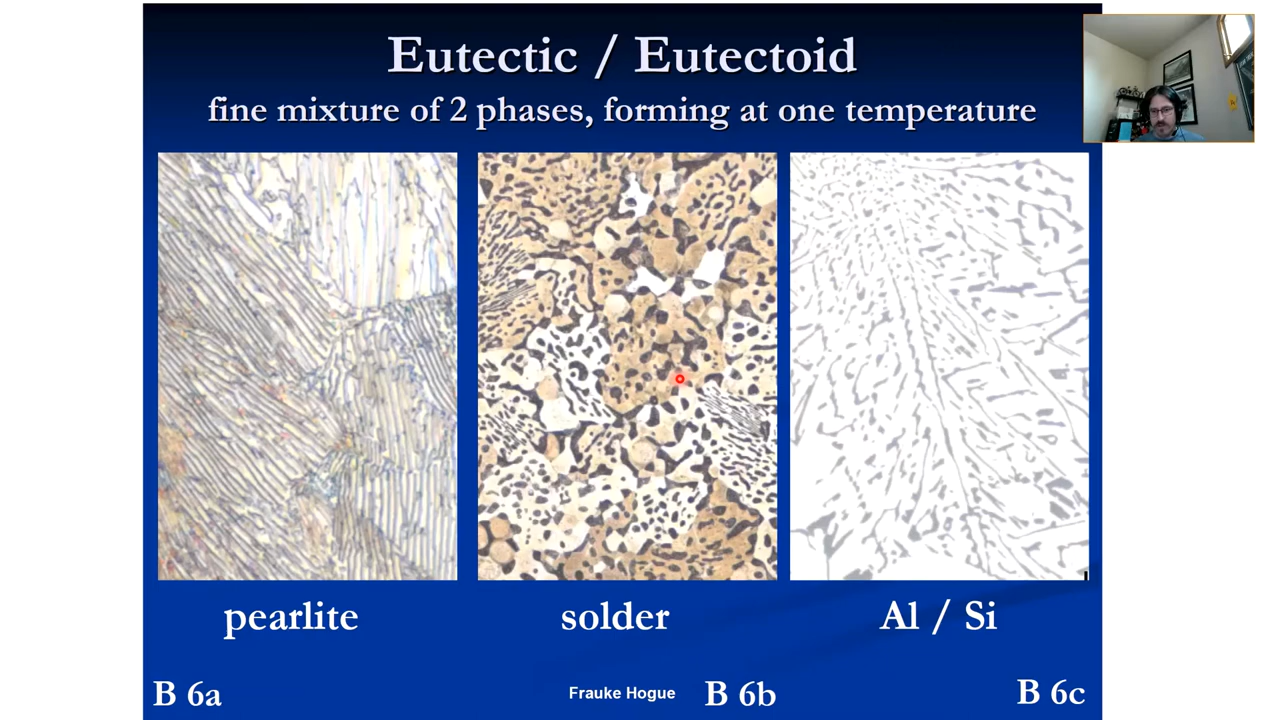 Eutectic / Eutectoid
fine mixture of 2 phases, forming at one temperature
pearlite
solder
Al / Si
B 6a
Frauke Hogue
B 6b
B 6c